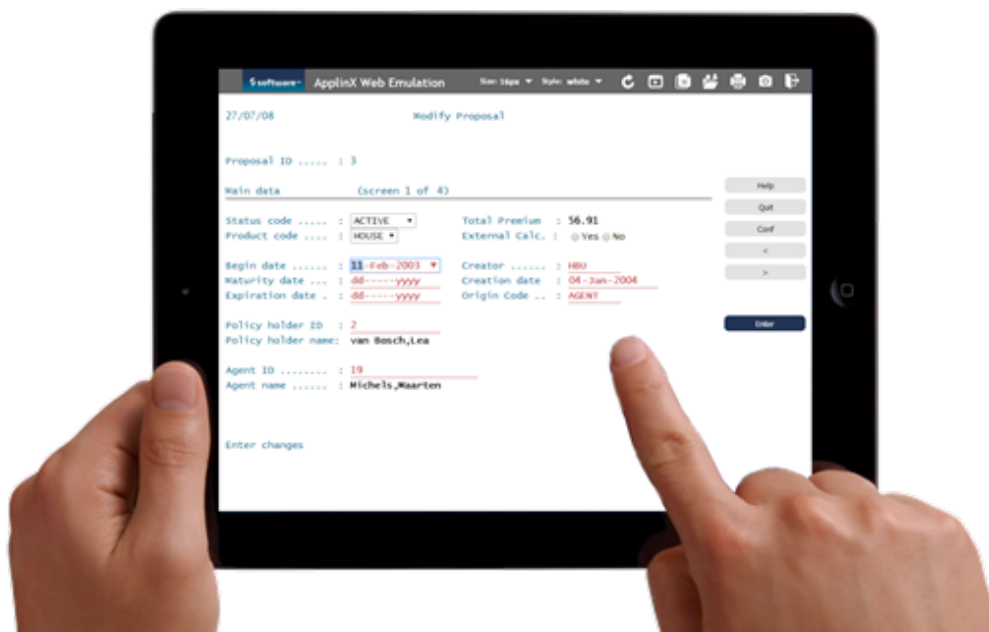 software ApplinX Web Emulation Size: 16px Style: white
27/07/08 Modify Proposal
Proposal ID ..... : 3
Main data (screen 1 of 4)
Status code ..... : ACTIVE Total Premium : 56.91
Product code .... : HOUSE External Calc. : Yes No
Begin date ...... : 11-Feb-2003 Creator ...... : HBU
Maturity date ... : dd-----yyyy Creation date : 04-Jan-2004
Expiration date . : dd-----yyyy Origin Code .. : AGENT
Policy holder ID : 2
Policy holder name: van Bosch,Lea
Agent ID ........ : 19
Agent name ...... : Michels,Maarten
Enter changes
Help
Quit
Conf
<
>
Enter